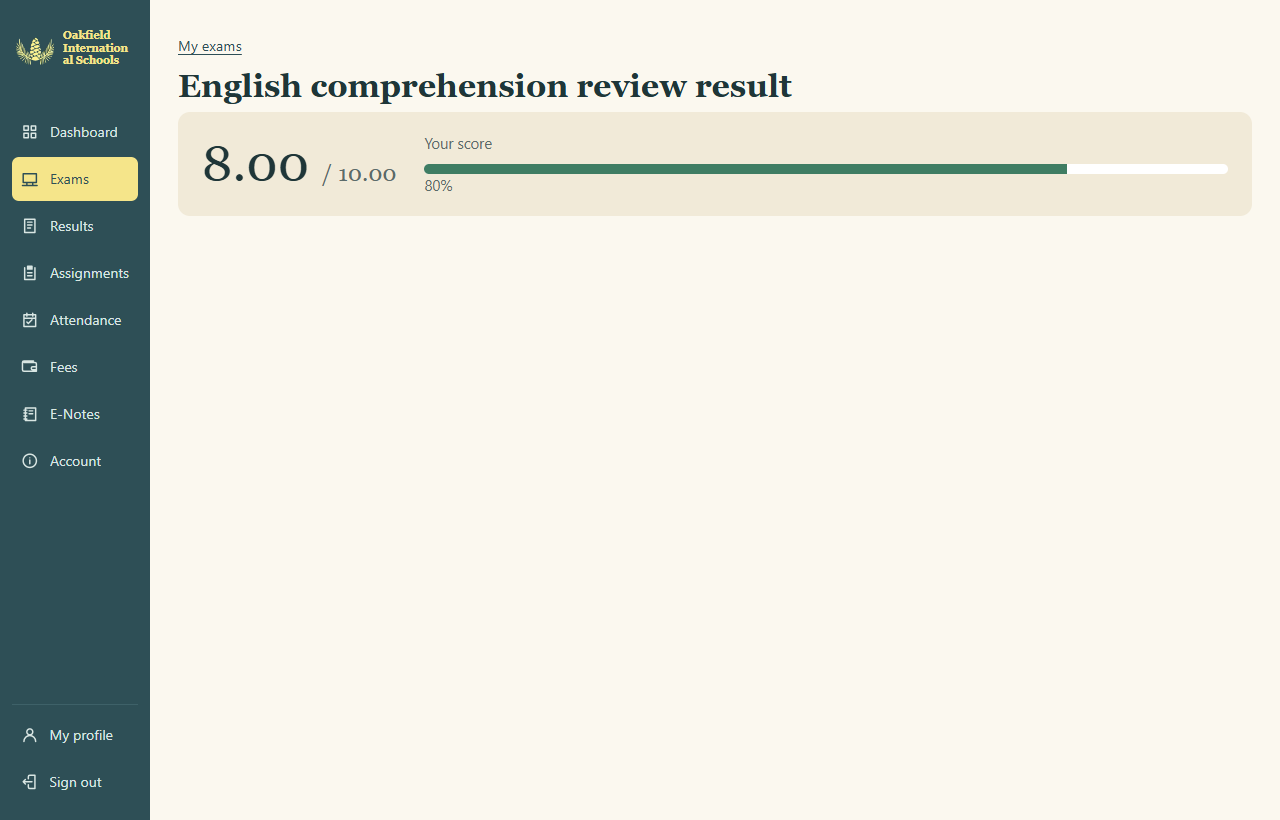 Oakfield
Internation
al Schools
Dashboard
Exams
Results
Assignments
Attendance
Fees
E-Notes
Account
My profile
Sign out
My exams
English comprehension review result
8.00 / 10.00
Your score
80%